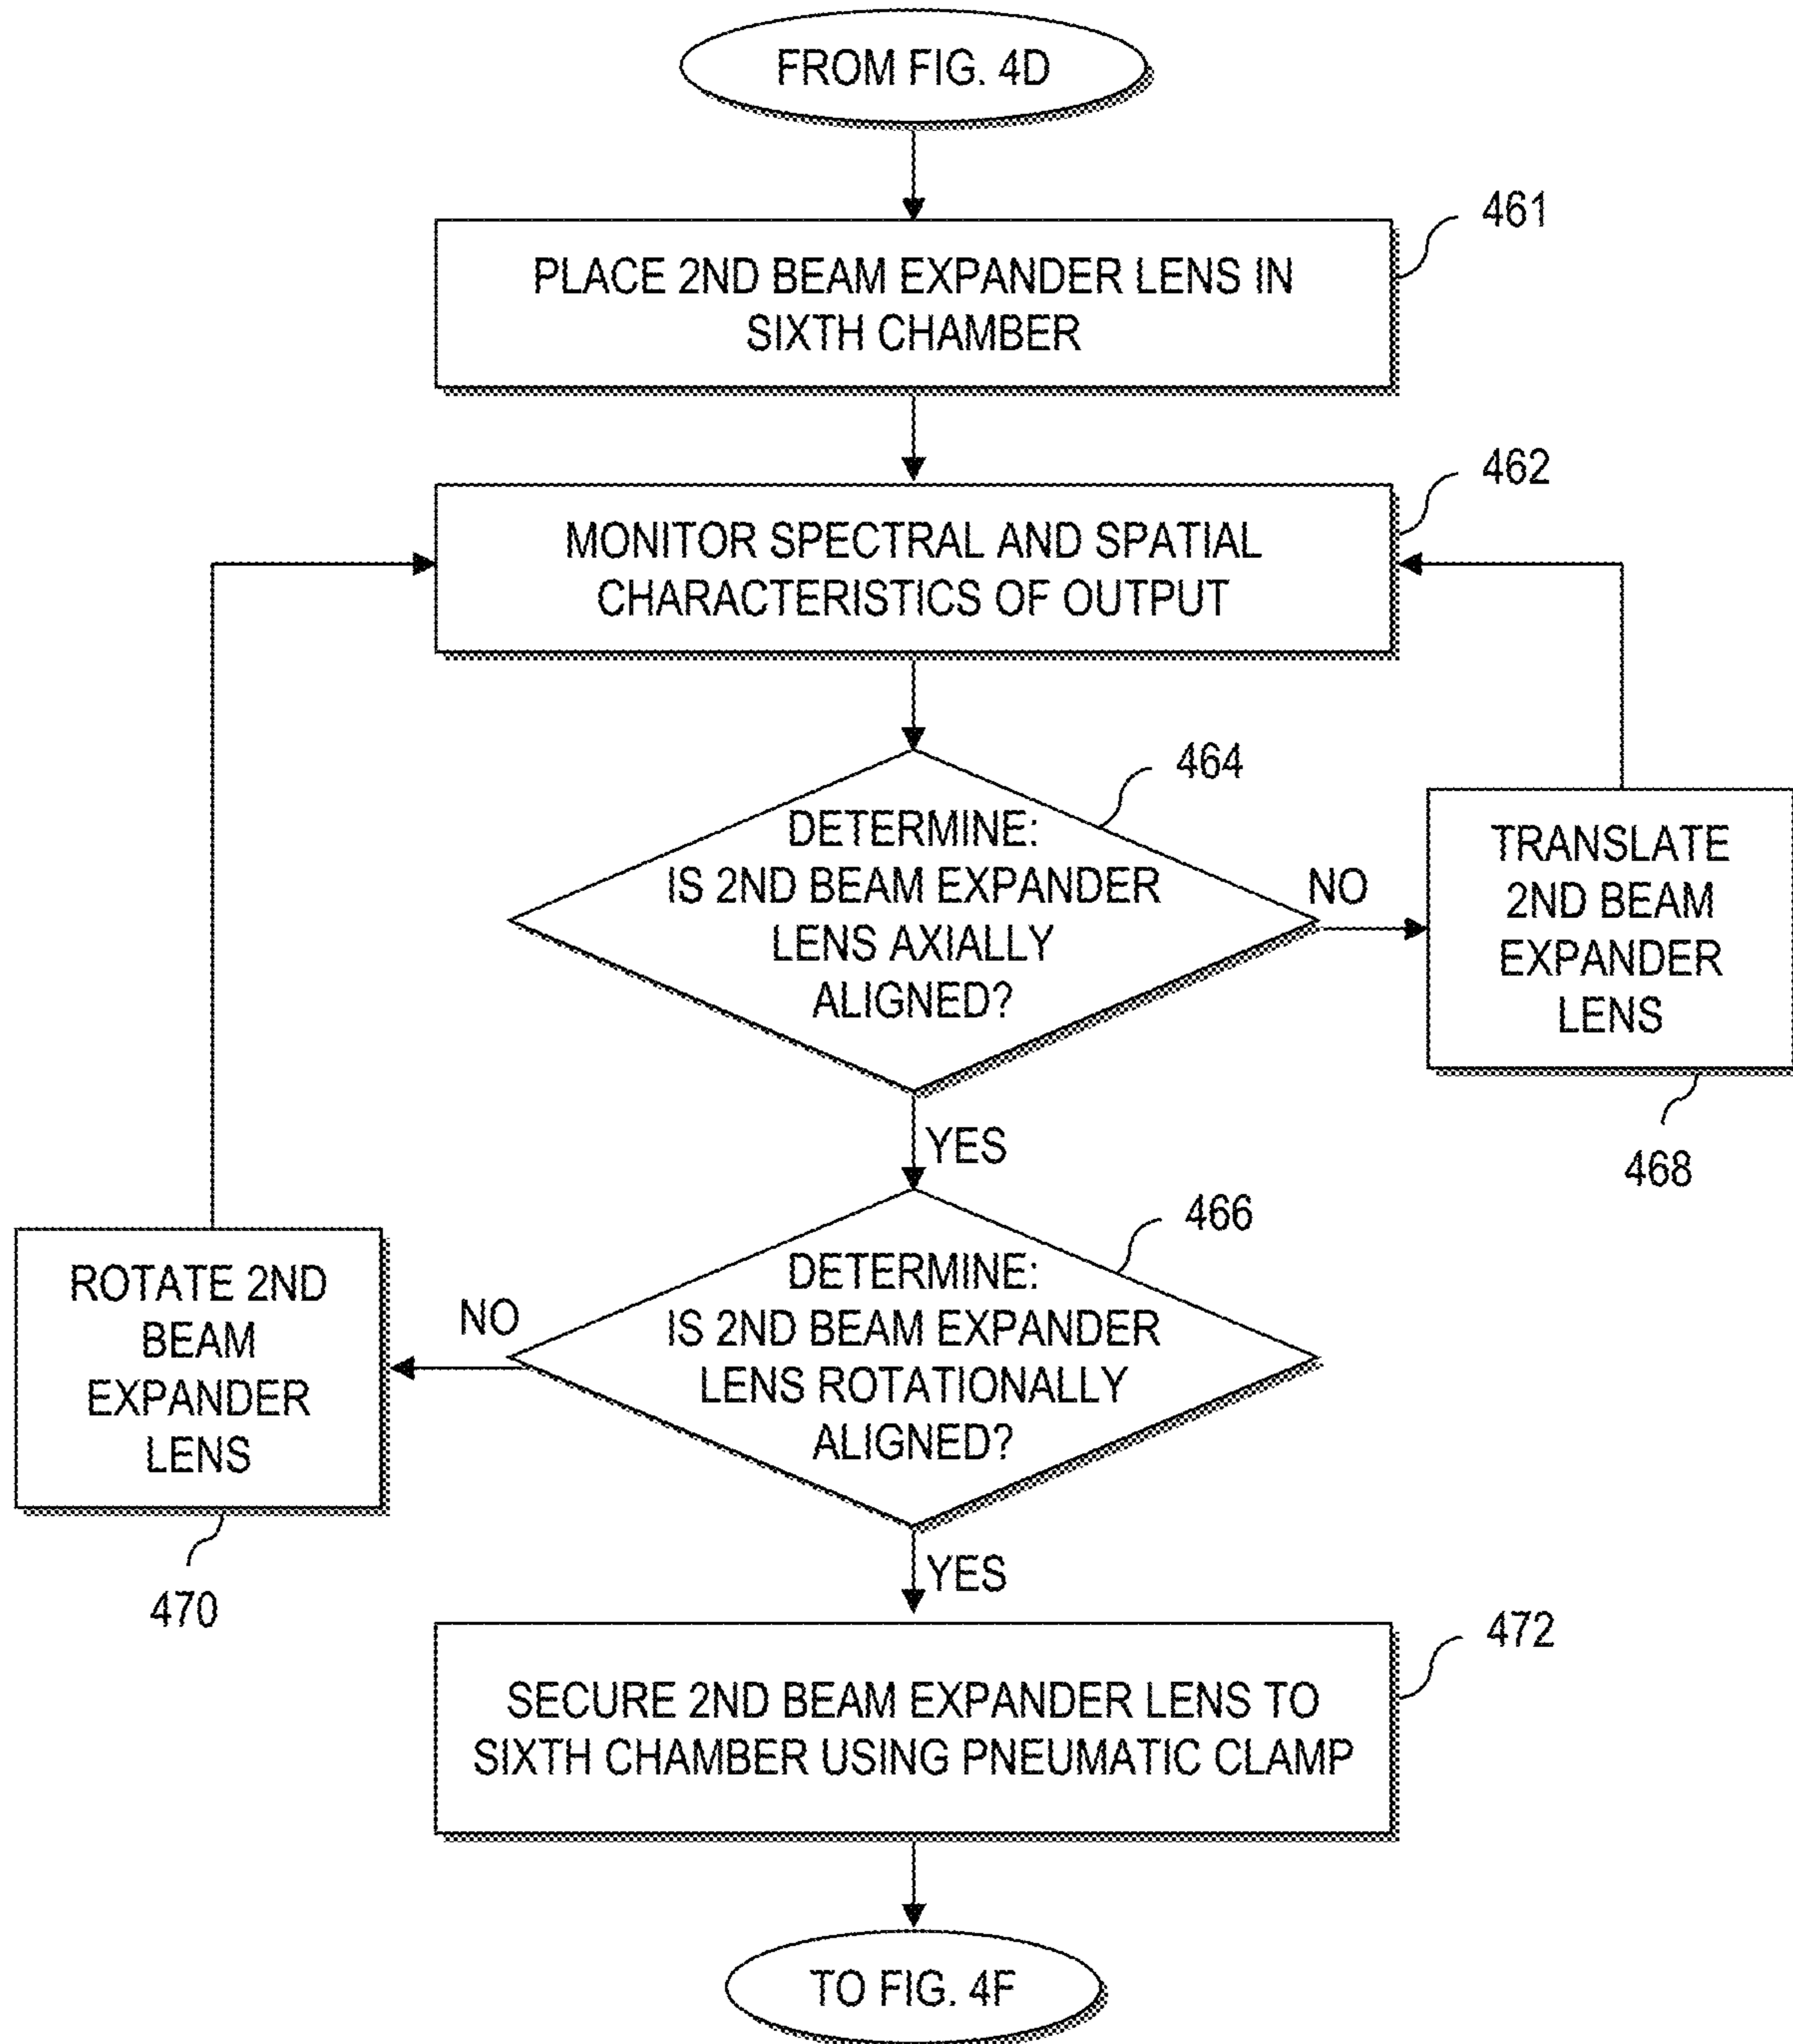 FROM FIG. 4D
461
PLACE 2ND BEAM EXPANDER LENS IN
SIXTH CHAMBER
462
MONITOR SPECTRAL AND SPATIAL
CHARACTERISTICS OF OUTPUT
464
DETERMINE:
IS 2ND BEAM EXPANDER
LENS AXIALLY
ALIGNED?
NO
TRANSLATE
2ND BEAM
EXPANDER
LENS
468
YES
466
DETERMINE:
IS 2ND BEAM EXPANDER
LENS ROTATIONALLY
ALIGNED?
NO
ROTATE 2ND
BEAM
EXPANDER
LENS
470
YES
472
SECURE 2ND BEAM EXPANDER LENS TO
SIXTH CHAMBER USING PNEUMATIC CLAMP
TO FIG. 4F